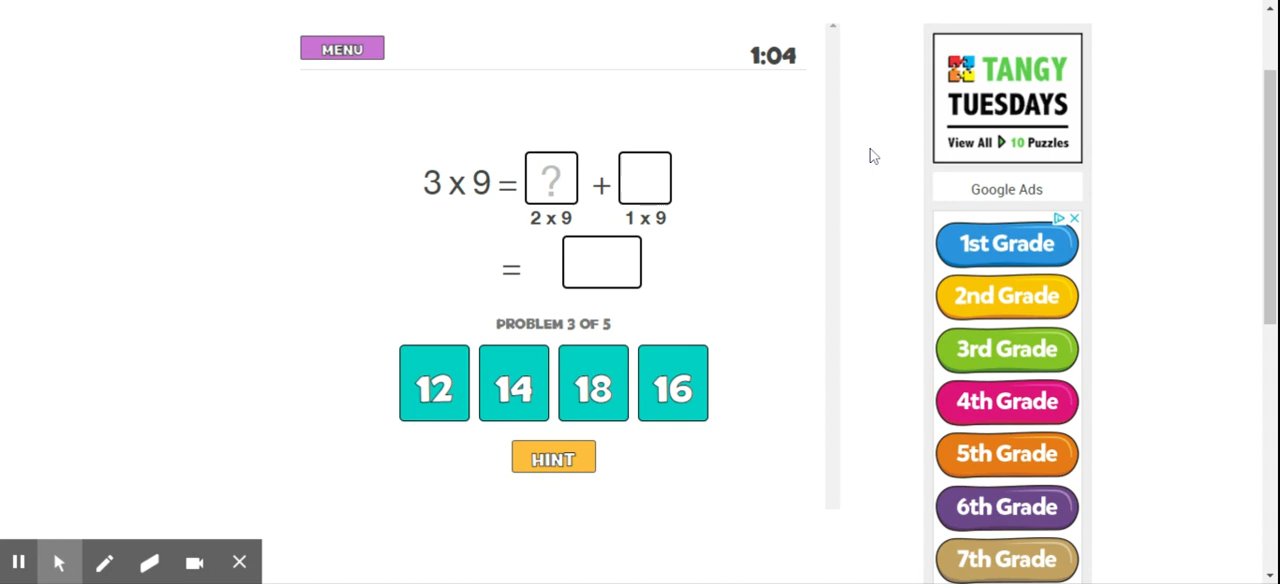 MENU
1:04
3 x 9 = ? +
2 x 9 1 x 9
=
PROBLEM 3 OF 5
12 14 18 16
HINT
TANGY
TUESDAYS
View All 10 Puzzles
Google Ads
1st Grade
2nd Grade
3rd Grade
4th Grade
5th Grade
6th Grade
7th Grade